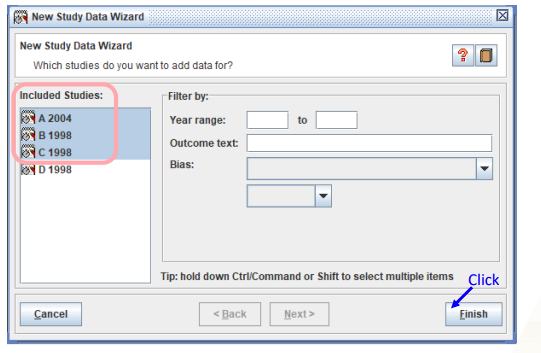 New Study Data Wizard
New Study Data Wizard
Which studies do you want to add data for?
Included Studies:
A 2004
B 1998
C 1998
D 1998
Filter by:
Year range: to
Outcome text:
Bias:
Tip: hold down Ctrl/Command or Shift to select multiple items
Click
Cancel
< Back
Next >
Finish